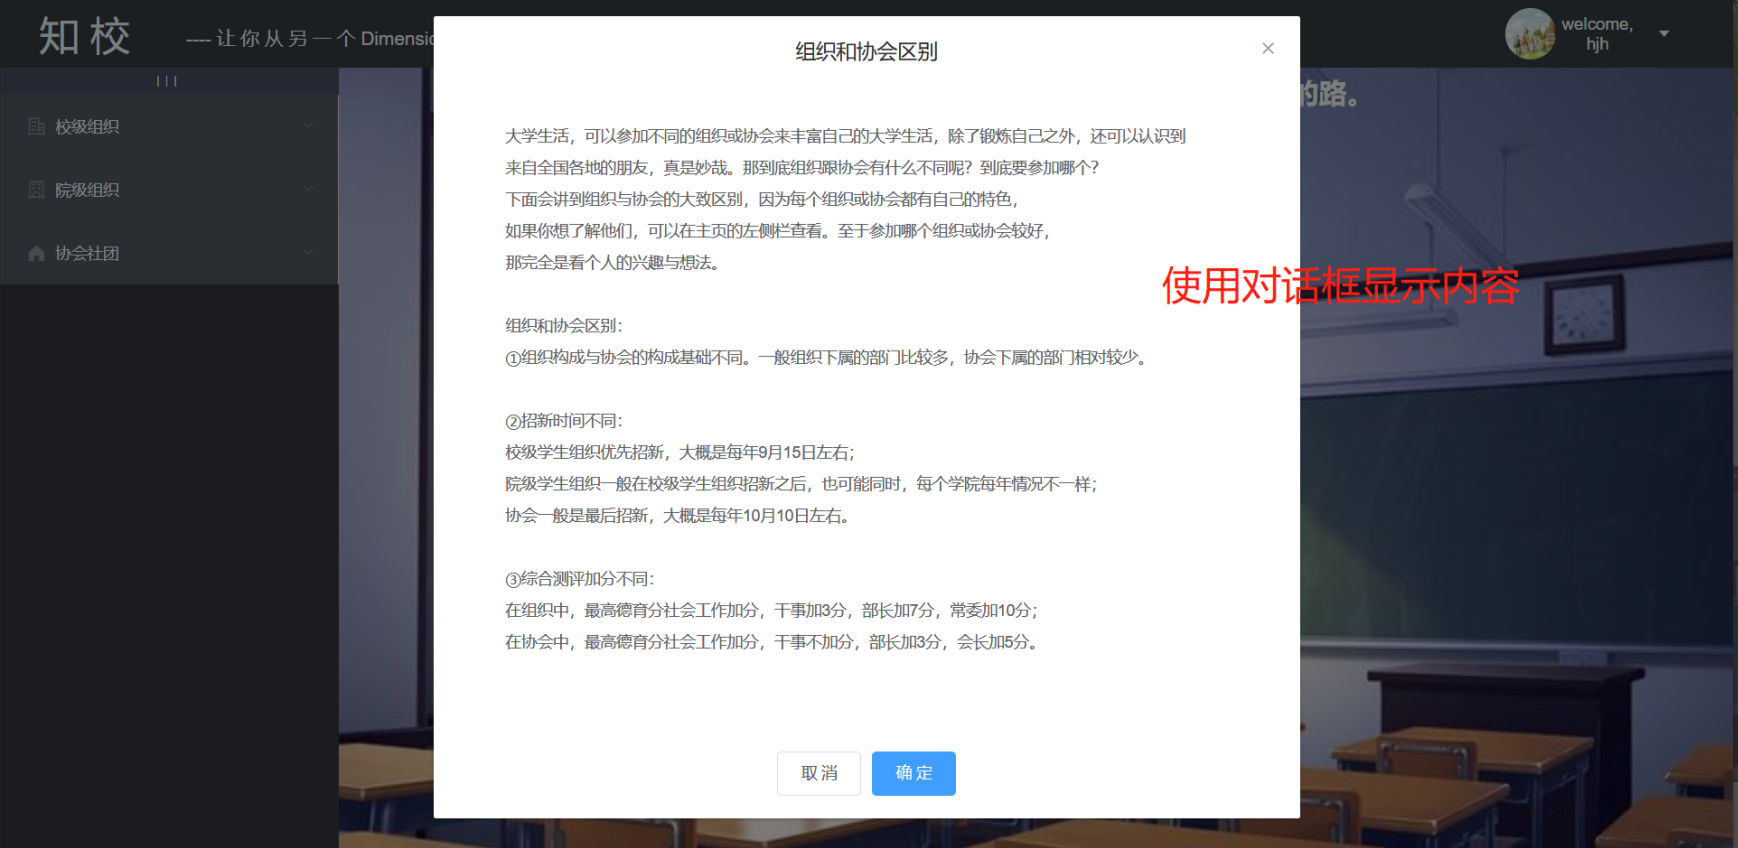 知校
---- 让你从另一个 Dimensio
welcome,
hjh
|||
校级组织
院级组织
协会社团
的路。
组织和协会区别
大学生活，可以参加不同的组织或协会来丰富自己的大学生活，除了锻炼自己之外，还可以认识到
来自全国各地的朋友，真是妙哉。那到底组织跟协会有什么不同呢？到底要参加哪个？
下面会讲到组织与协会的大致区别，因为每个组织或协会都有自己的特色，
如果你想了解他们，可以在主页的左侧栏查看。至于参加哪个组织或协会较好，
那完全是看个人的兴趣与想法。
使用对话框显示内容
组织和协会区别：
①组织构成与协会的构成基础不同。一般组织下属的部门比较多，协会下属的部门相对较少。
②招新时间不同：
校级学生组织优先招新，大概是每年9月15日左右；
院级学生组织一般在校级学生组织招新之后，也可能同时，每个学院每年情况不一样；
协会一般是最后招新，大概是每年10月10日左右。
③综合测评加分不同：
在组织中，最高德育分社会工作加分，干事加3分，部长加7分，常委加10分；
在协会中，最高德育分社会工作加分，干事不加分，部长加3分，会长加5分。
取消
确定